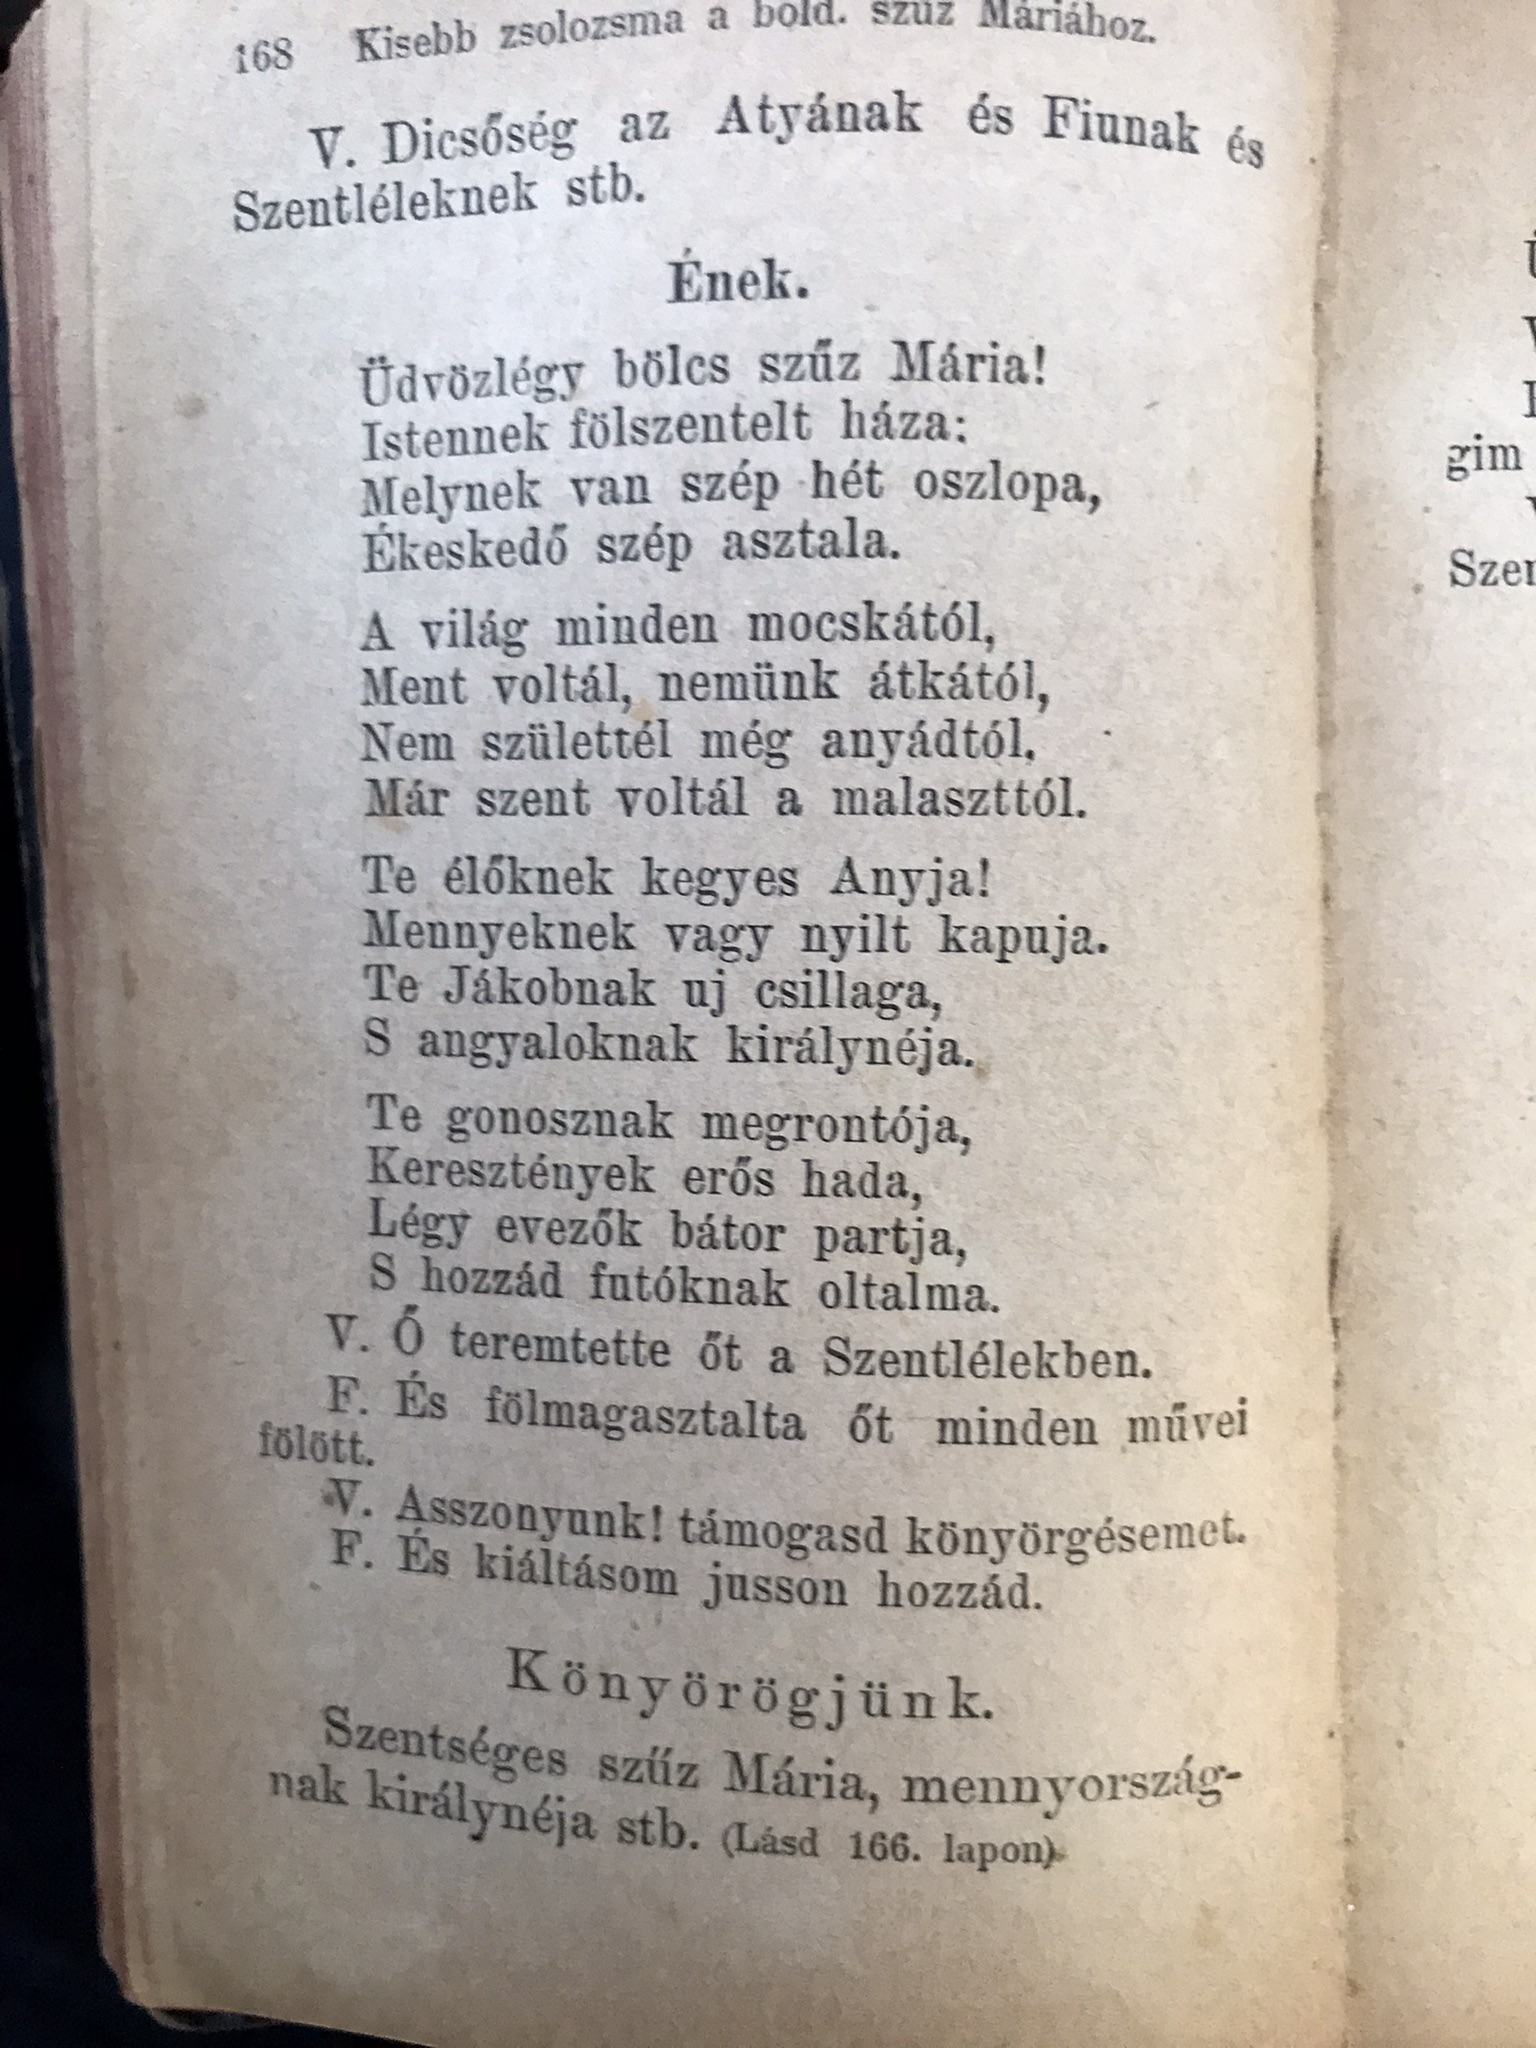 168 Kisebb zsolozsma a bold. szűz Máriához.
V. Dicsőség az Atyának és Fiunak és
Szentléleknek stb.
Ének.
Üdvözlégy bölcs szűz Mária!
Istennek fölszentelt háza:
Melynek van szép hét oszlopa,
Ékeskedő szép asztala.
A világ minden mocskától,
Ment voltál, nemünk átkától,
Nem születtél még anyádtól,
Már szent voltál a malaszttól.
Te élőknek kegyes Anyja!
Mennyeknek vagy nyilt kapuja.
Te Jákobnak uj csillaga,
S angyaloknak királynéja.
Te gonosznak megrontója,
Keresztények erős hada,
Légy evezők bátor partja,
S hozzád futóknak oltalma.
V. Ő teremtette őt a Szentlélekben.
F. És fölmagasztalta őt minden művei
fölött.
V. Asszonyunk! támogasd könyörgésemet.
F. És kiáltásom jusson hozzád.
Könyörögjünk.
Szentséges szűz Mária, mennyország-
nak királynéja stb. (Lásd 166. lapon).
gim